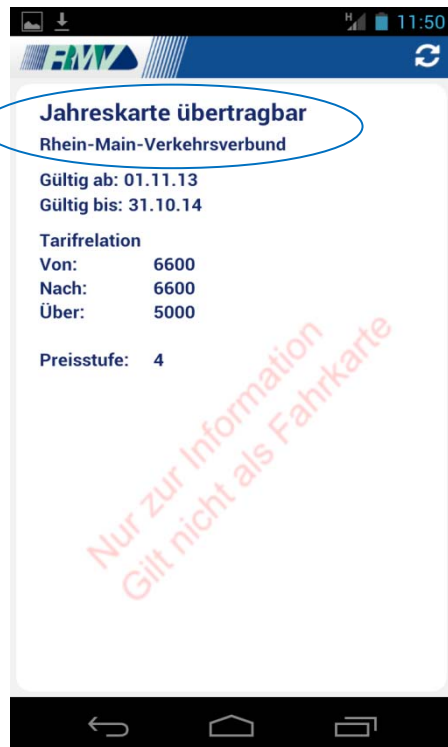 H
11:50
RMV
Jahreskarte übertragbar
Rhein-Main-Verkehrsverbund
Gültig ab: 01.11.13
Gültig bis: 31.10.14
Tarifrelation
Von: 6600
Nach: 6600
Über: 5000
Preisstufe: 4
Nur zur Information
Gilt nicht als Fahrkarte